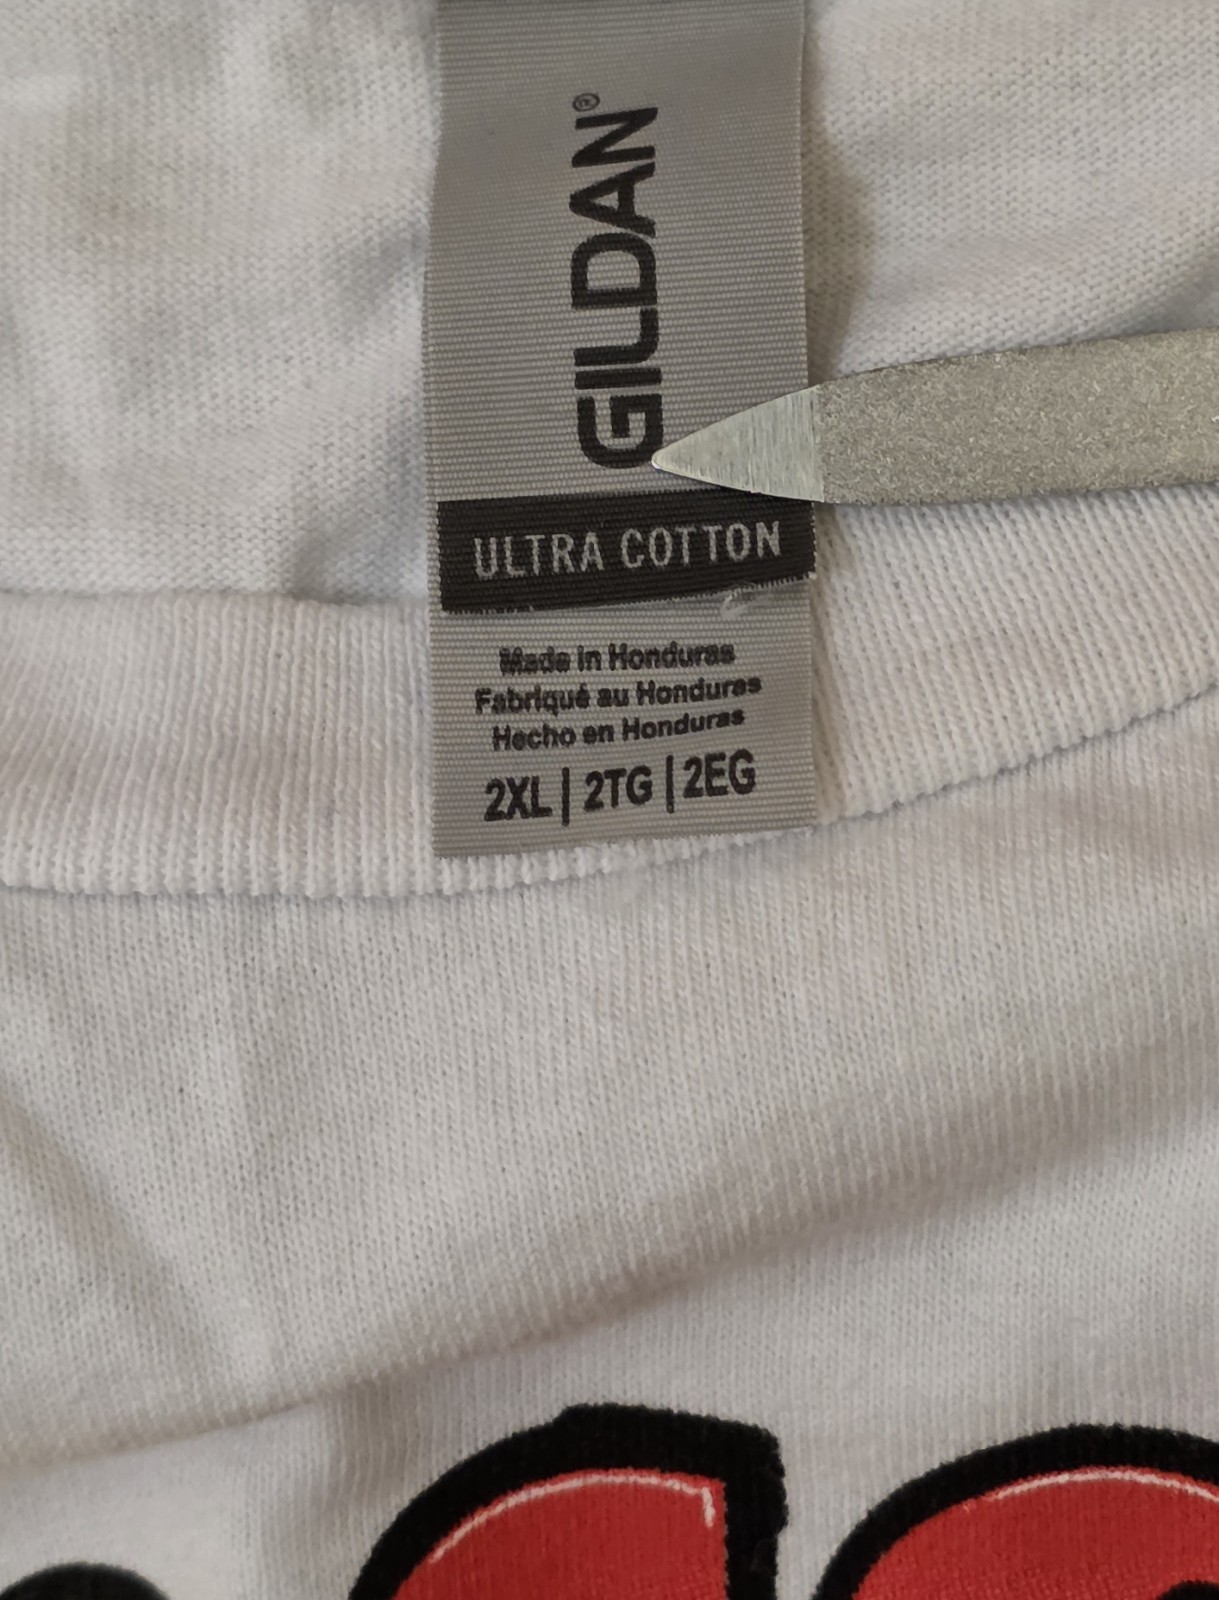 GILDAN®
ULTRA COTTON
Made in Honduras
Fabriqué au Honduras
Hecho en Honduras
2XL | 2TG | 2EG